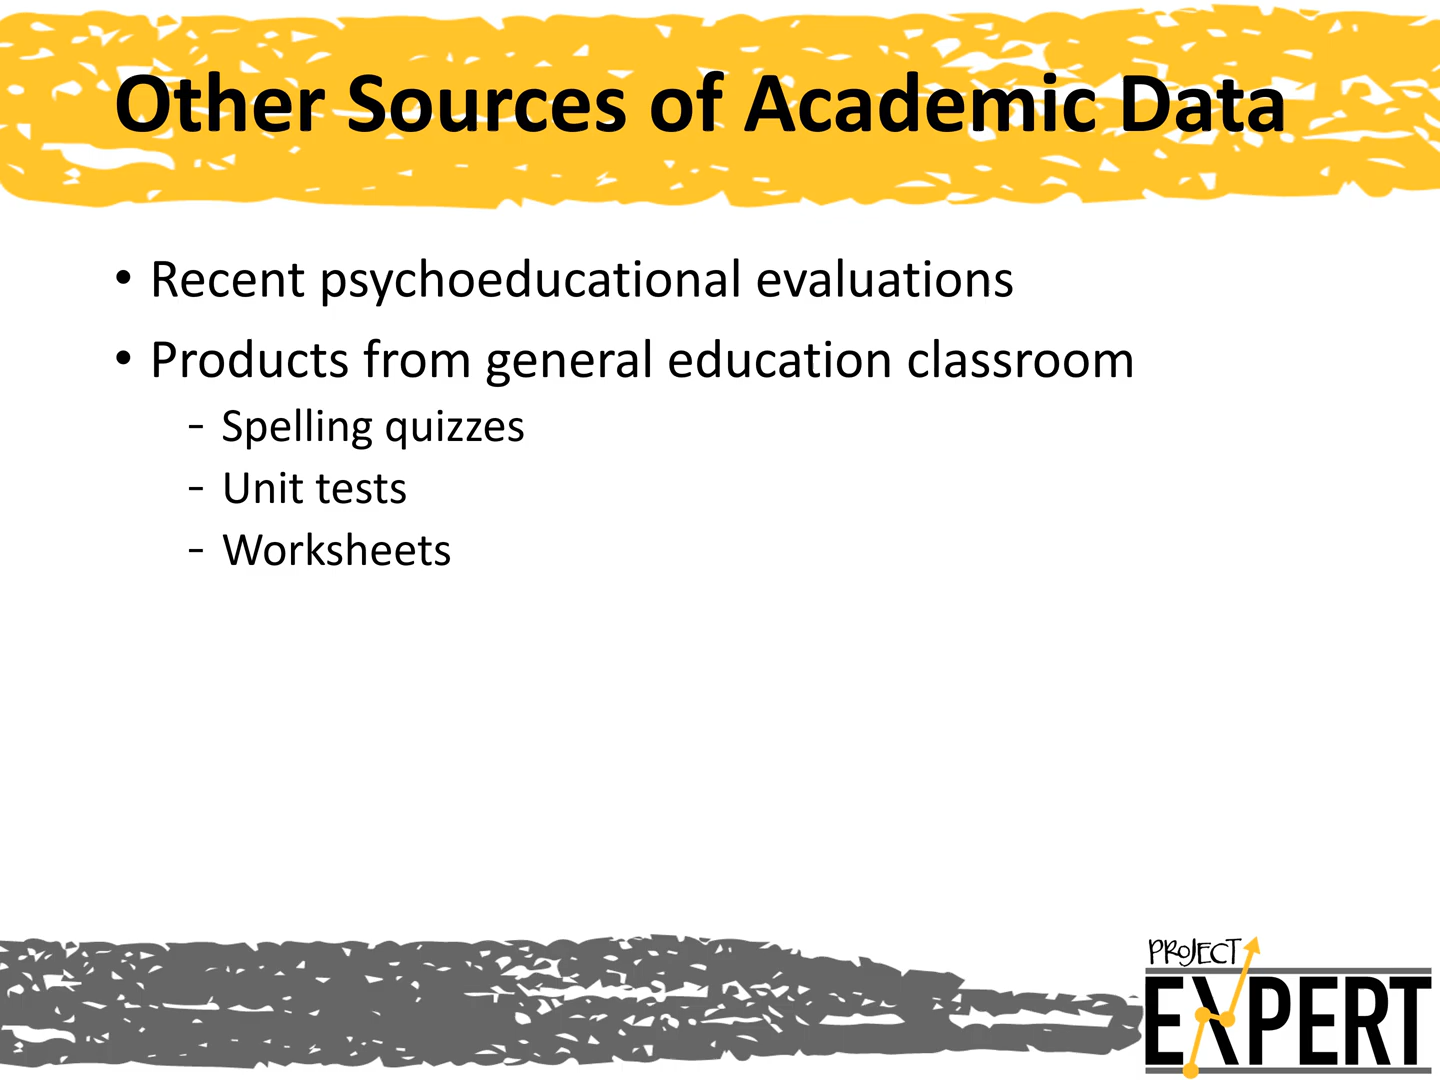 Other Sources of Academic Data
• Recent psychoeducational evaluations
• Products from general education classroom
- Spelling quizzes
- Unit tests
- Worksheets
PROJECT
EXPERT